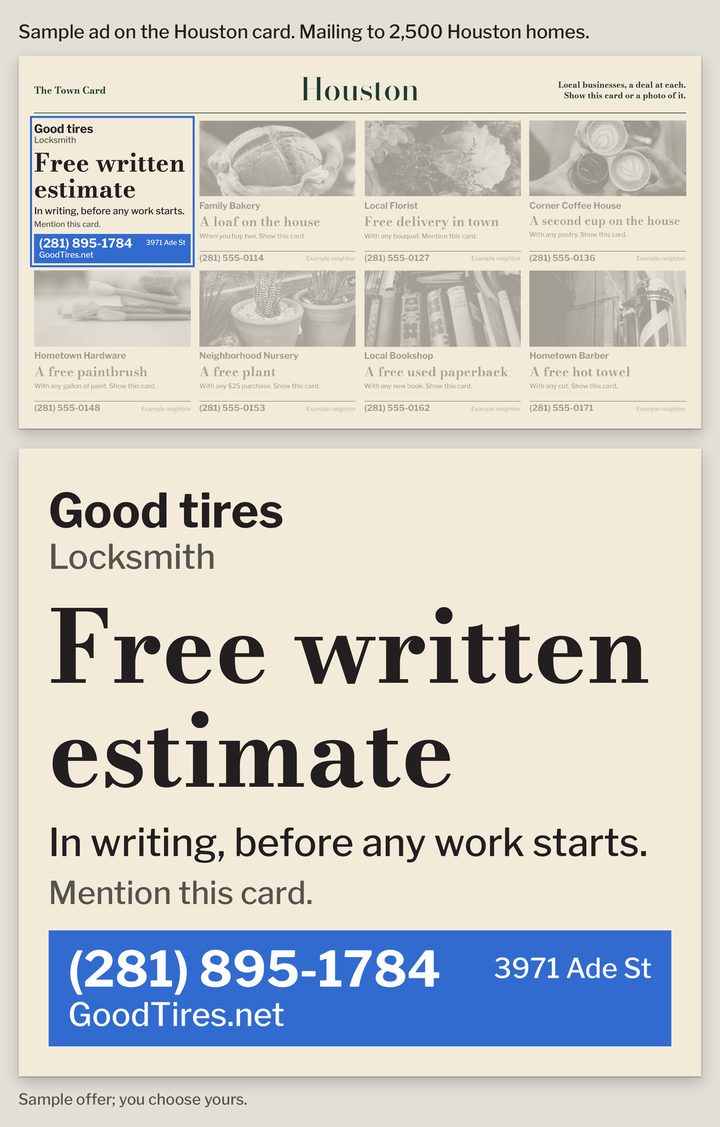 Sample ad on the Houston card. Mailing to 2,500 Houston homes.
The Town Card
Houston
Local businesses, a deal at each.
Show this card or a photo of it.
Good tires
Locksmith
Free written
estimate
In writing, before any work starts.
Mention this card.
(281) 895-1784
3971 Ade St
GoodTires.net
Family Bakery
A loaf on the house
When you buy two. Show this card.
(281) 555-0114
Example neighbor
Local Florist
Free delivery in town
With any bouquet. Mention this card.
(281) 555-0127
Example neighbor
Corner Coffee House
A second cup on the house
With any pastry. Show this card.
(281) 555-0136
Example neighbor
Hometown Hardware
A free paintbrush
With any gallon of paint. Show this card.
(281) 555-0148
Example neighbor
Neighborhood Nursery
A free plant
With any $25 purchase. Show this card.
(281) 555-0153
Example neighbor
Local Bookshop
A free used paperback
With any new book. Show this card.
(281) 555-0162
Example neighbor
Hometown Barber
A free hot towel
With any cut. Show this card.
(281) 555-0171
Example neighbor
Good tires
Locksmith
Free written
estimate
In writing, before any work starts.
Mention this card.
(281) 895-1784
3971 Ade St
GoodTires.net
Sample offer; you choose yours.